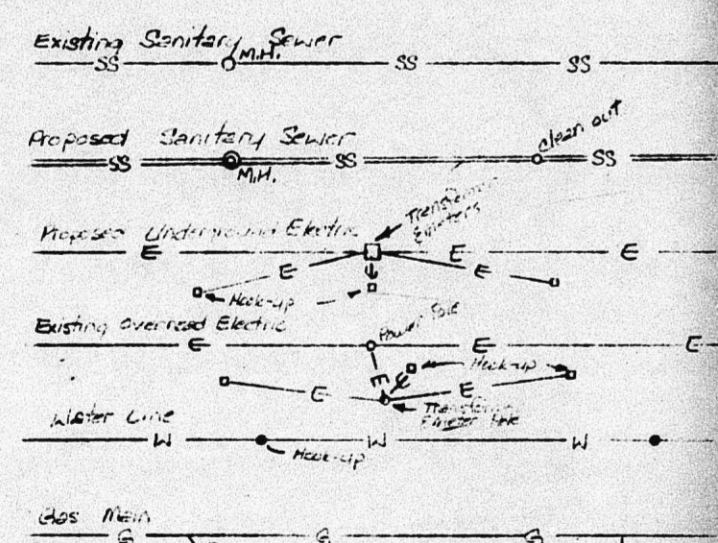 Existing Sanitary Sewer
SS M.H. SS SS
Proposed Sanitary Sewer
clean out
SS M.H. SS SS
Transformer
Proposed Underground Electric
E E E
E E E
Hook-up
Existing Overhead Electric
Power Pole
E E E
Hook-up
E E E E
Transformer
Water Line
W W W
Hook-up
Gas Main
G G G